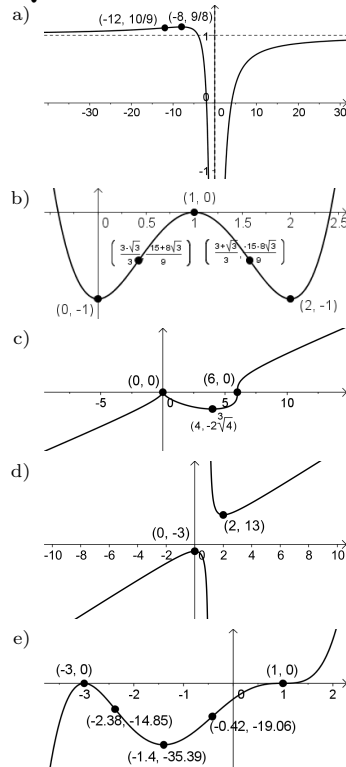 a)
(-12, 10/9) (-8, 9/8)
1
0
-30 -20 -10 10 20 30
-1
b)
(1, 0)
0 0.5 1 1.5 2 2.5
(3-√3/3, -15+8√3/9) (3+√3/3, -15-8√3/9)
(0, -1) (2, -1)
c)
(0, 0) (6, 0)
-5 0 5 10
(4, -2∛4)
d)
(0, -3) (2, 13)
-10 -8 -6 -4 -2 0 2 4 6 8 10
e)
(-3, 0) (1, 0)
-3 -2 -1 0 1 2
(-2.38, -14.85) (-0.42, -19.06)
(-1.4, -35.39)